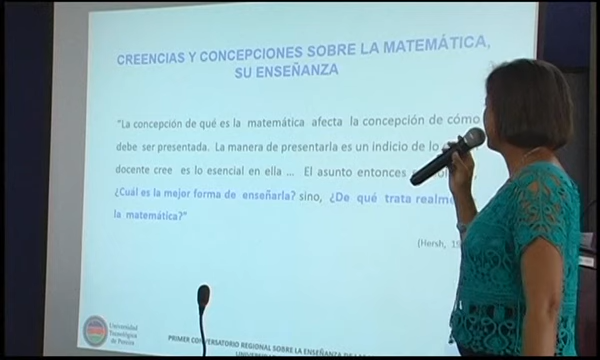 CREENCIAS Y CONCEPCIONES SOBRE LA MATEMÁTICA,
SU ENSEÑANZA
"La concepción de qué es la matemática afecta la concepción de cómo
debe ser presentada. La manera de presentarla es un indicio de lo
docente cree es lo esencial en ella ... El asunto entonces
¿Cuál es la mejor forma de enseñarla? sino, ¿De qué trata
la matemática?"
(Hersh,
Universidad
Tecnológica
de Pereira
PRIMER CONVERSATORIO REGIONAL SOBRE LA ENSEÑANZA DE